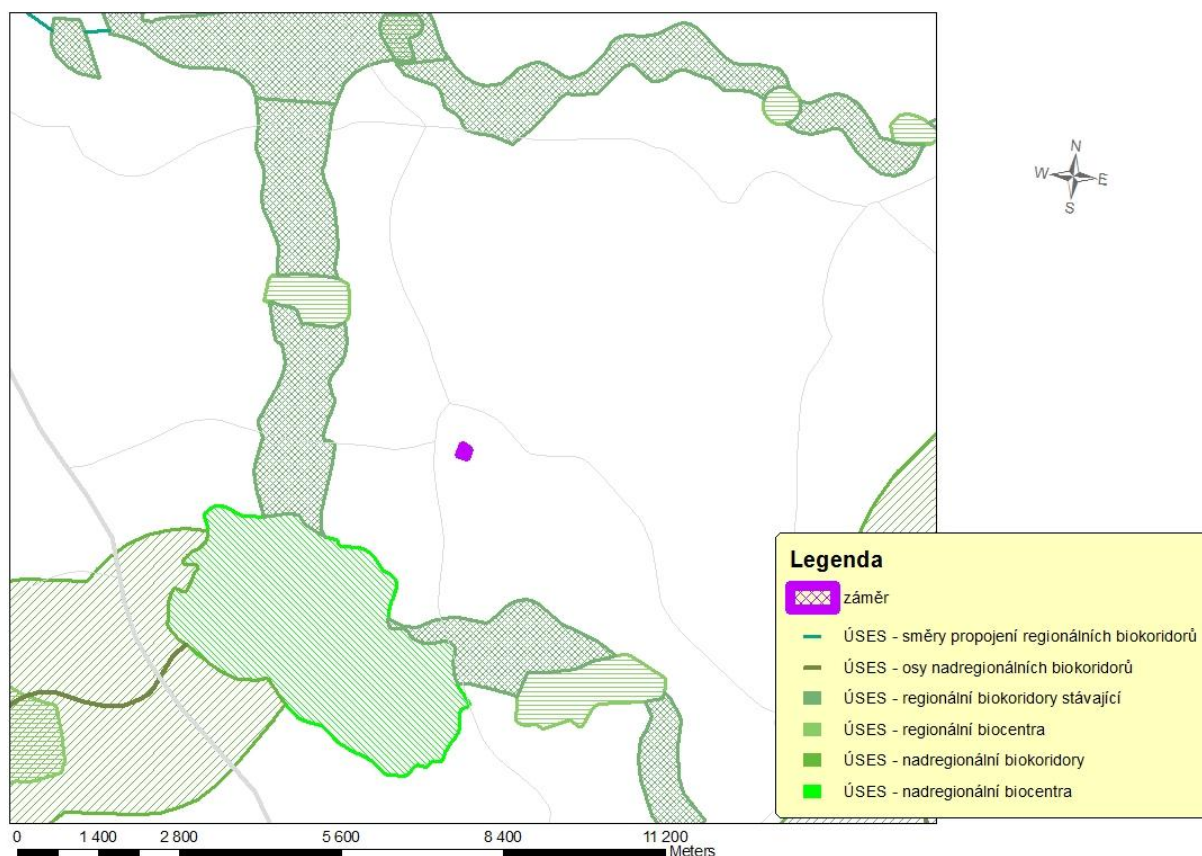 N
W E
S
Legenda
záměr
ÚSES - směry propojení regionálních biokoridorů
ÚSES - osy nadregionálních biokoridorů
ÚSES - regionální biokoridory stávající
ÚSES - regionální biocentra
ÚSES - nadregionální biokoridory
ÚSES - nadregionální biocentra
0 1 400 2 800 5 600 8 400 11 200
Meters